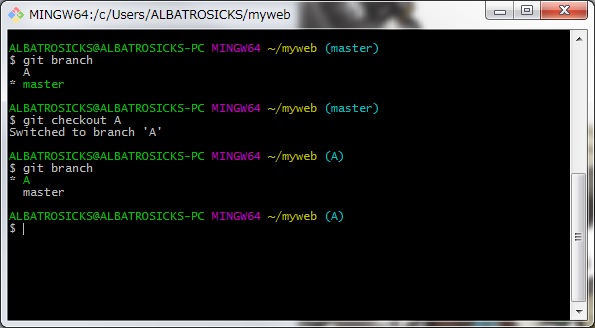 MINGW64:/c/Users/ALBATROSICKS/myweb
ALBATROSICKS@ALBATROSICKS-PC MINGW64 ~/myweb (master)
$ git branch
  A
* master
ALBATROSICKS@ALBATROSICKS-PC MINGW64 ~/myweb (master)
$ git checkout A
Switched to branch 'A'
ALBATROSICKS@ALBATROSICKS-PC MINGW64 ~/myweb (A)
$ git branch
* A
  master
ALBATROSICKS@ALBATROSICKS-PC MINGW64 ~/myweb (A)
$